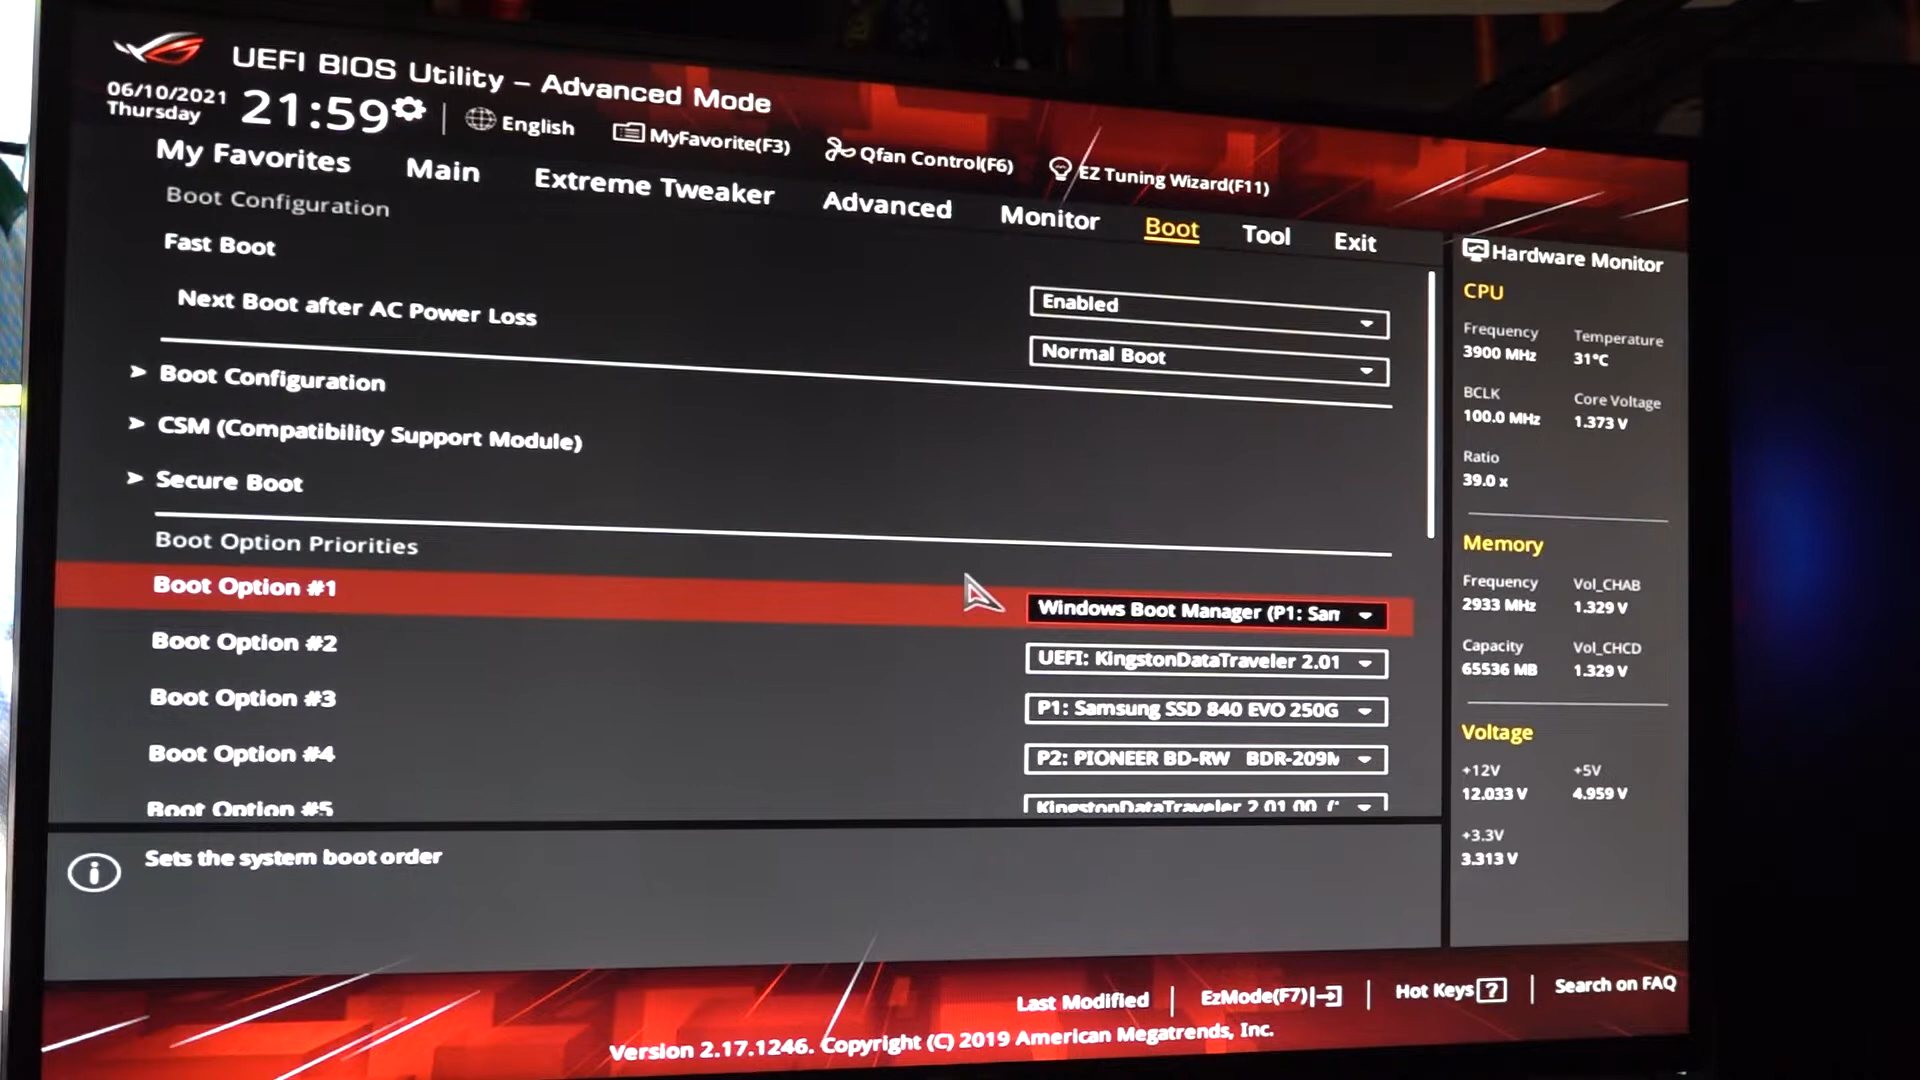 UEFI BIOS Utility – Advanced Mode
06/10/2021
Thursday
21:59
English
MyFavorite(F3)
Qfan Control(F6)
EZ Tuning Wizard(F11)
My Favorites
Main
Extreme Tweaker
Advanced
Monitor
Boot
Tool
Exit
Boot Configuration
Fast Boot
Enabled
Next Boot after AC Power Loss
Normal Boot
> Boot Configuration
> CSM (Compatibility Support Module)
> Secure Boot
Boot Option Priorities
Boot Option #1
Windows Boot Manager (P1: Sam
Boot Option #2
UEFI: KingstonDataTraveler 2.01
Boot Option #3
P1: Samsung SSD 840 EVO 250G
Boot Option #4
P2: PIONEER BD-RW BDR-209M
Boot Option #5
KingstonDataTraveler 2.01.00
Sets the system boot order
Hardware Monitor
CPU
Frequency Temperature
3900 MHz 31°C
BCLK Core Voltage
100.0 MHz 1.373 V
Ratio
39.0 x
Memory
Frequency Vol_CHAB
2933 MHz 1.329 V
Capacity Vol_CHCD
65536 MB 1.329 V
Voltage
+12V +5V
12.033 V 4.959 V
+3.3V
3.313 V
Last Modified
EzMode(F7)
Hot Keys ?
Search on FAQ
Version 2.17.1246. Copyright (C) 2019 American Megatrends, Inc.